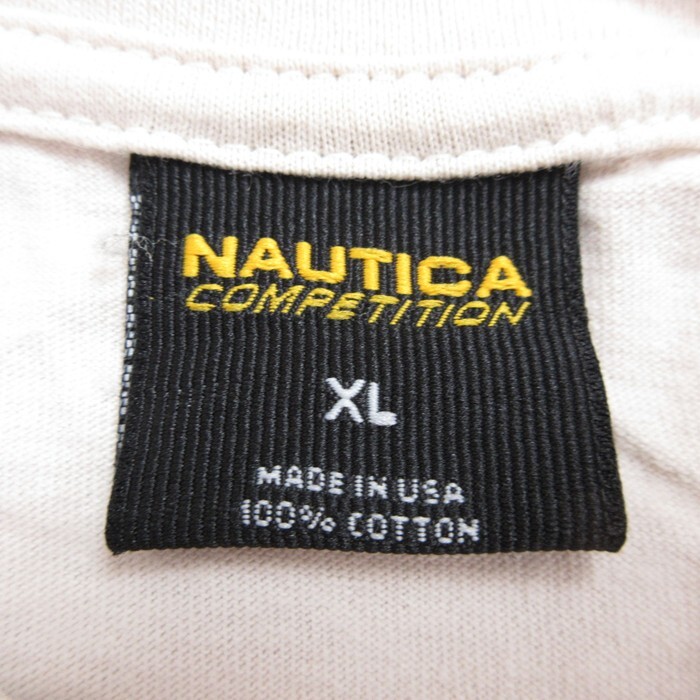 NAUTICA
COMPETITION
XL
MADE IN USA
100% COTTON